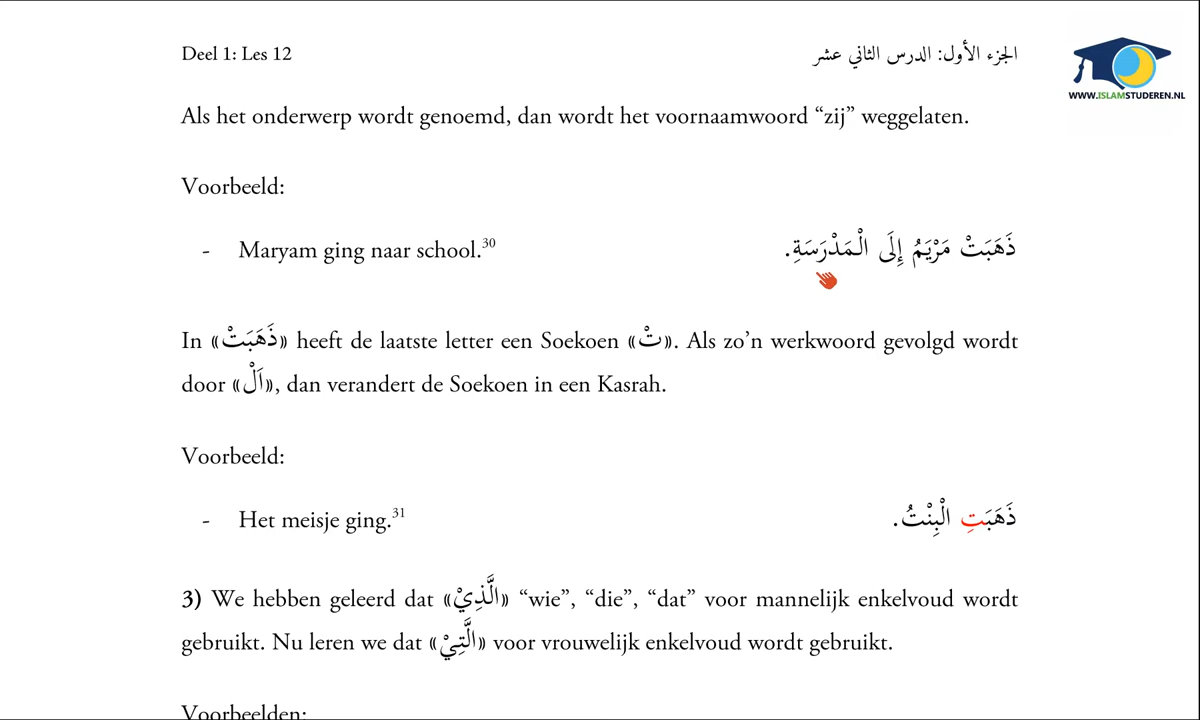 Deel 1: Les 12 الجزء الأول: الدرس الثاني عشر
WWW.ISLAMSTUDEREN.NL
Als het onderwerp wordt genoemd, dan wordt het voornaamwoord “zij” weggelaten.
Voorbeeld:
- Maryam ging naar school.³⁰ ذَهَبَتْ مَرْيَمُ إِلَى الْمَدْرَسَةِ.
In «ذَهَبَتْ» heeft de laatste letter een Soekoen «تْ». Als zo’n werkwoord gevolgd wordt
door «اَلْ», dan verandert de Soekoen in een Kasrah.
Voorbeeld:
- Het meisje ging.³¹ ذَهَبَتِ الْبِنْتُ.
3) We hebben geleerd dat «الَّذِيْ» “wie”, “die”, “dat” voor mannelijk enkelvoud wordt
gebruikt. Nu leren we dat «الَّتِيْ» voor vrouwelijk enkelvoud wordt gebruikt.
Voorbeelden: